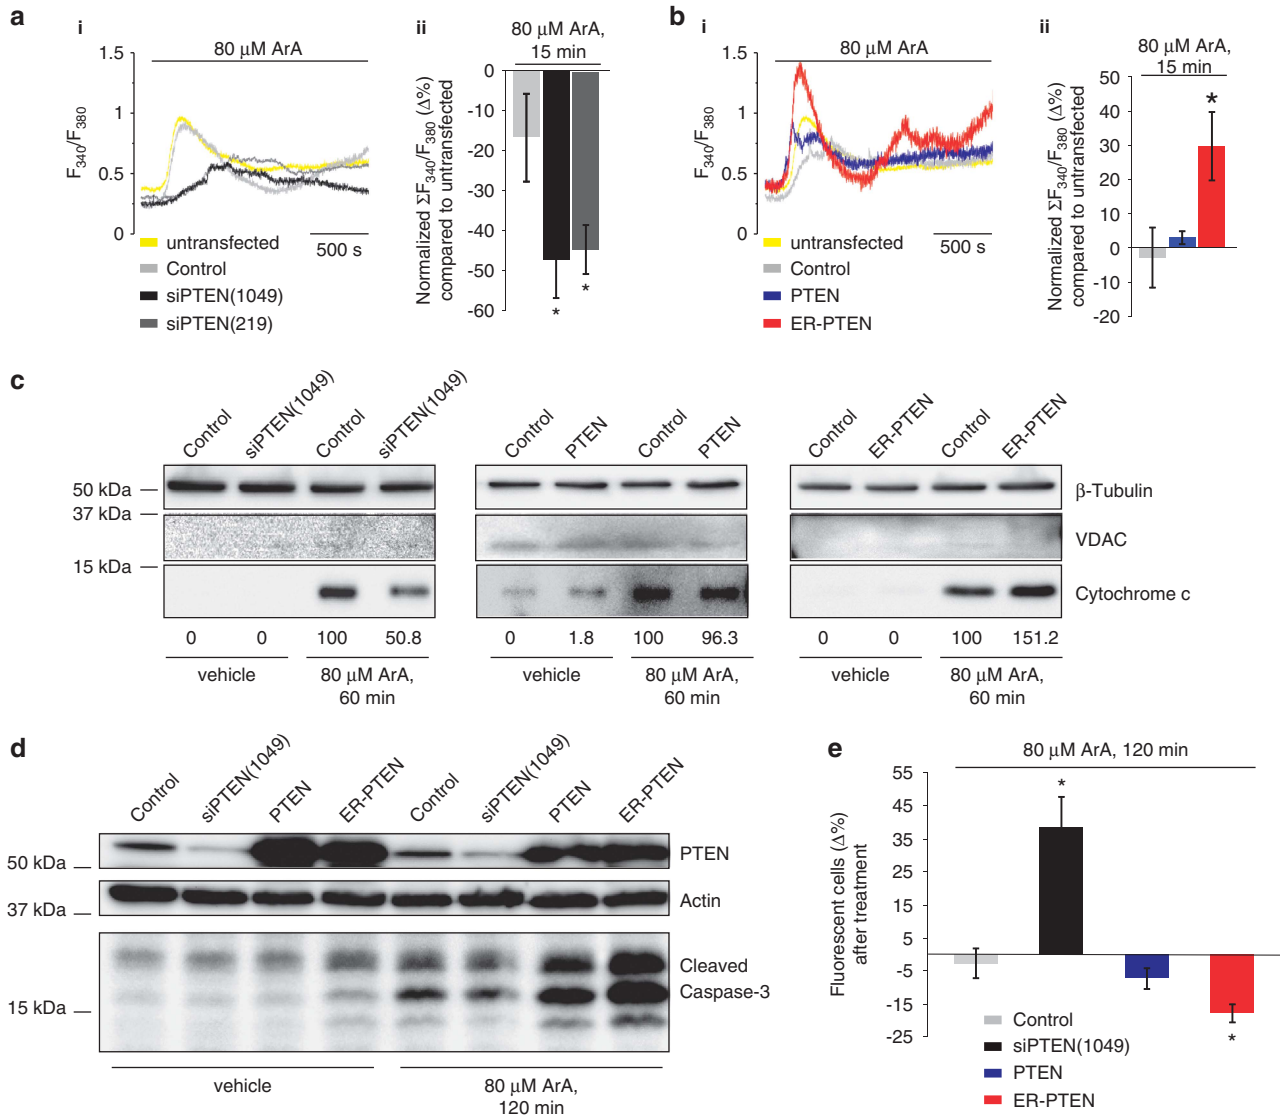 a
i
80 µM ArA
1.5
1
0.5
0
F340/F380
500 s
untransfected
Control
siPTEN(1049)
siPTEN(219)
ii
80 µM ArA,
15 min
0
-10
-20
-30
-40
-50
-60
Normalized ΣF340/F380 (Δ%)
compared to untransfected
*
*
b
i
80 µM ArA
1.5
1
0.5
0
F340/F380
500 s
untransfected
Control
PTEN
ER-PTEN
ii
80 µM ArA,
15 min
50
40
30
20
10
0
-10
-20
Normalized ΣF340/F380 (Δ%)
compared to untransfected
*
c
Control
siPTEN(1049)
Control
siPTEN(1049)
Control
PTEN
Control
PTEN
Control
ER-PTEN
Control
ER-PTEN
50 kDa
37 kDa
15 kDa
β-Tubulin
VDAC
Cytochrome c
0 0 100 50.8
0 1.8 100 96.3
0 0 100 151.2
vehicle
80 µM ArA,
60 min
vehicle
80 µM ArA,
60 min
vehicle
80 µM ArA,
60 min
d
Control
siPTEN(1049)
PTEN
ER-PTEN
Control
siPTEN(1049)
PTEN
ER-PTEN
50 kDa
37 kDa
15 kDa
PTEN
Actin
Cleaved
Caspase-3
vehicle
80 µM ArA,
120 min
e
80 µM ArA, 120 min
55
45
35
25
15
5
-5
-15
-25
Fluorescent cells (Δ%)
after treatment
*
*
Control
siPTEN(1049)
PTEN
ER-PTEN